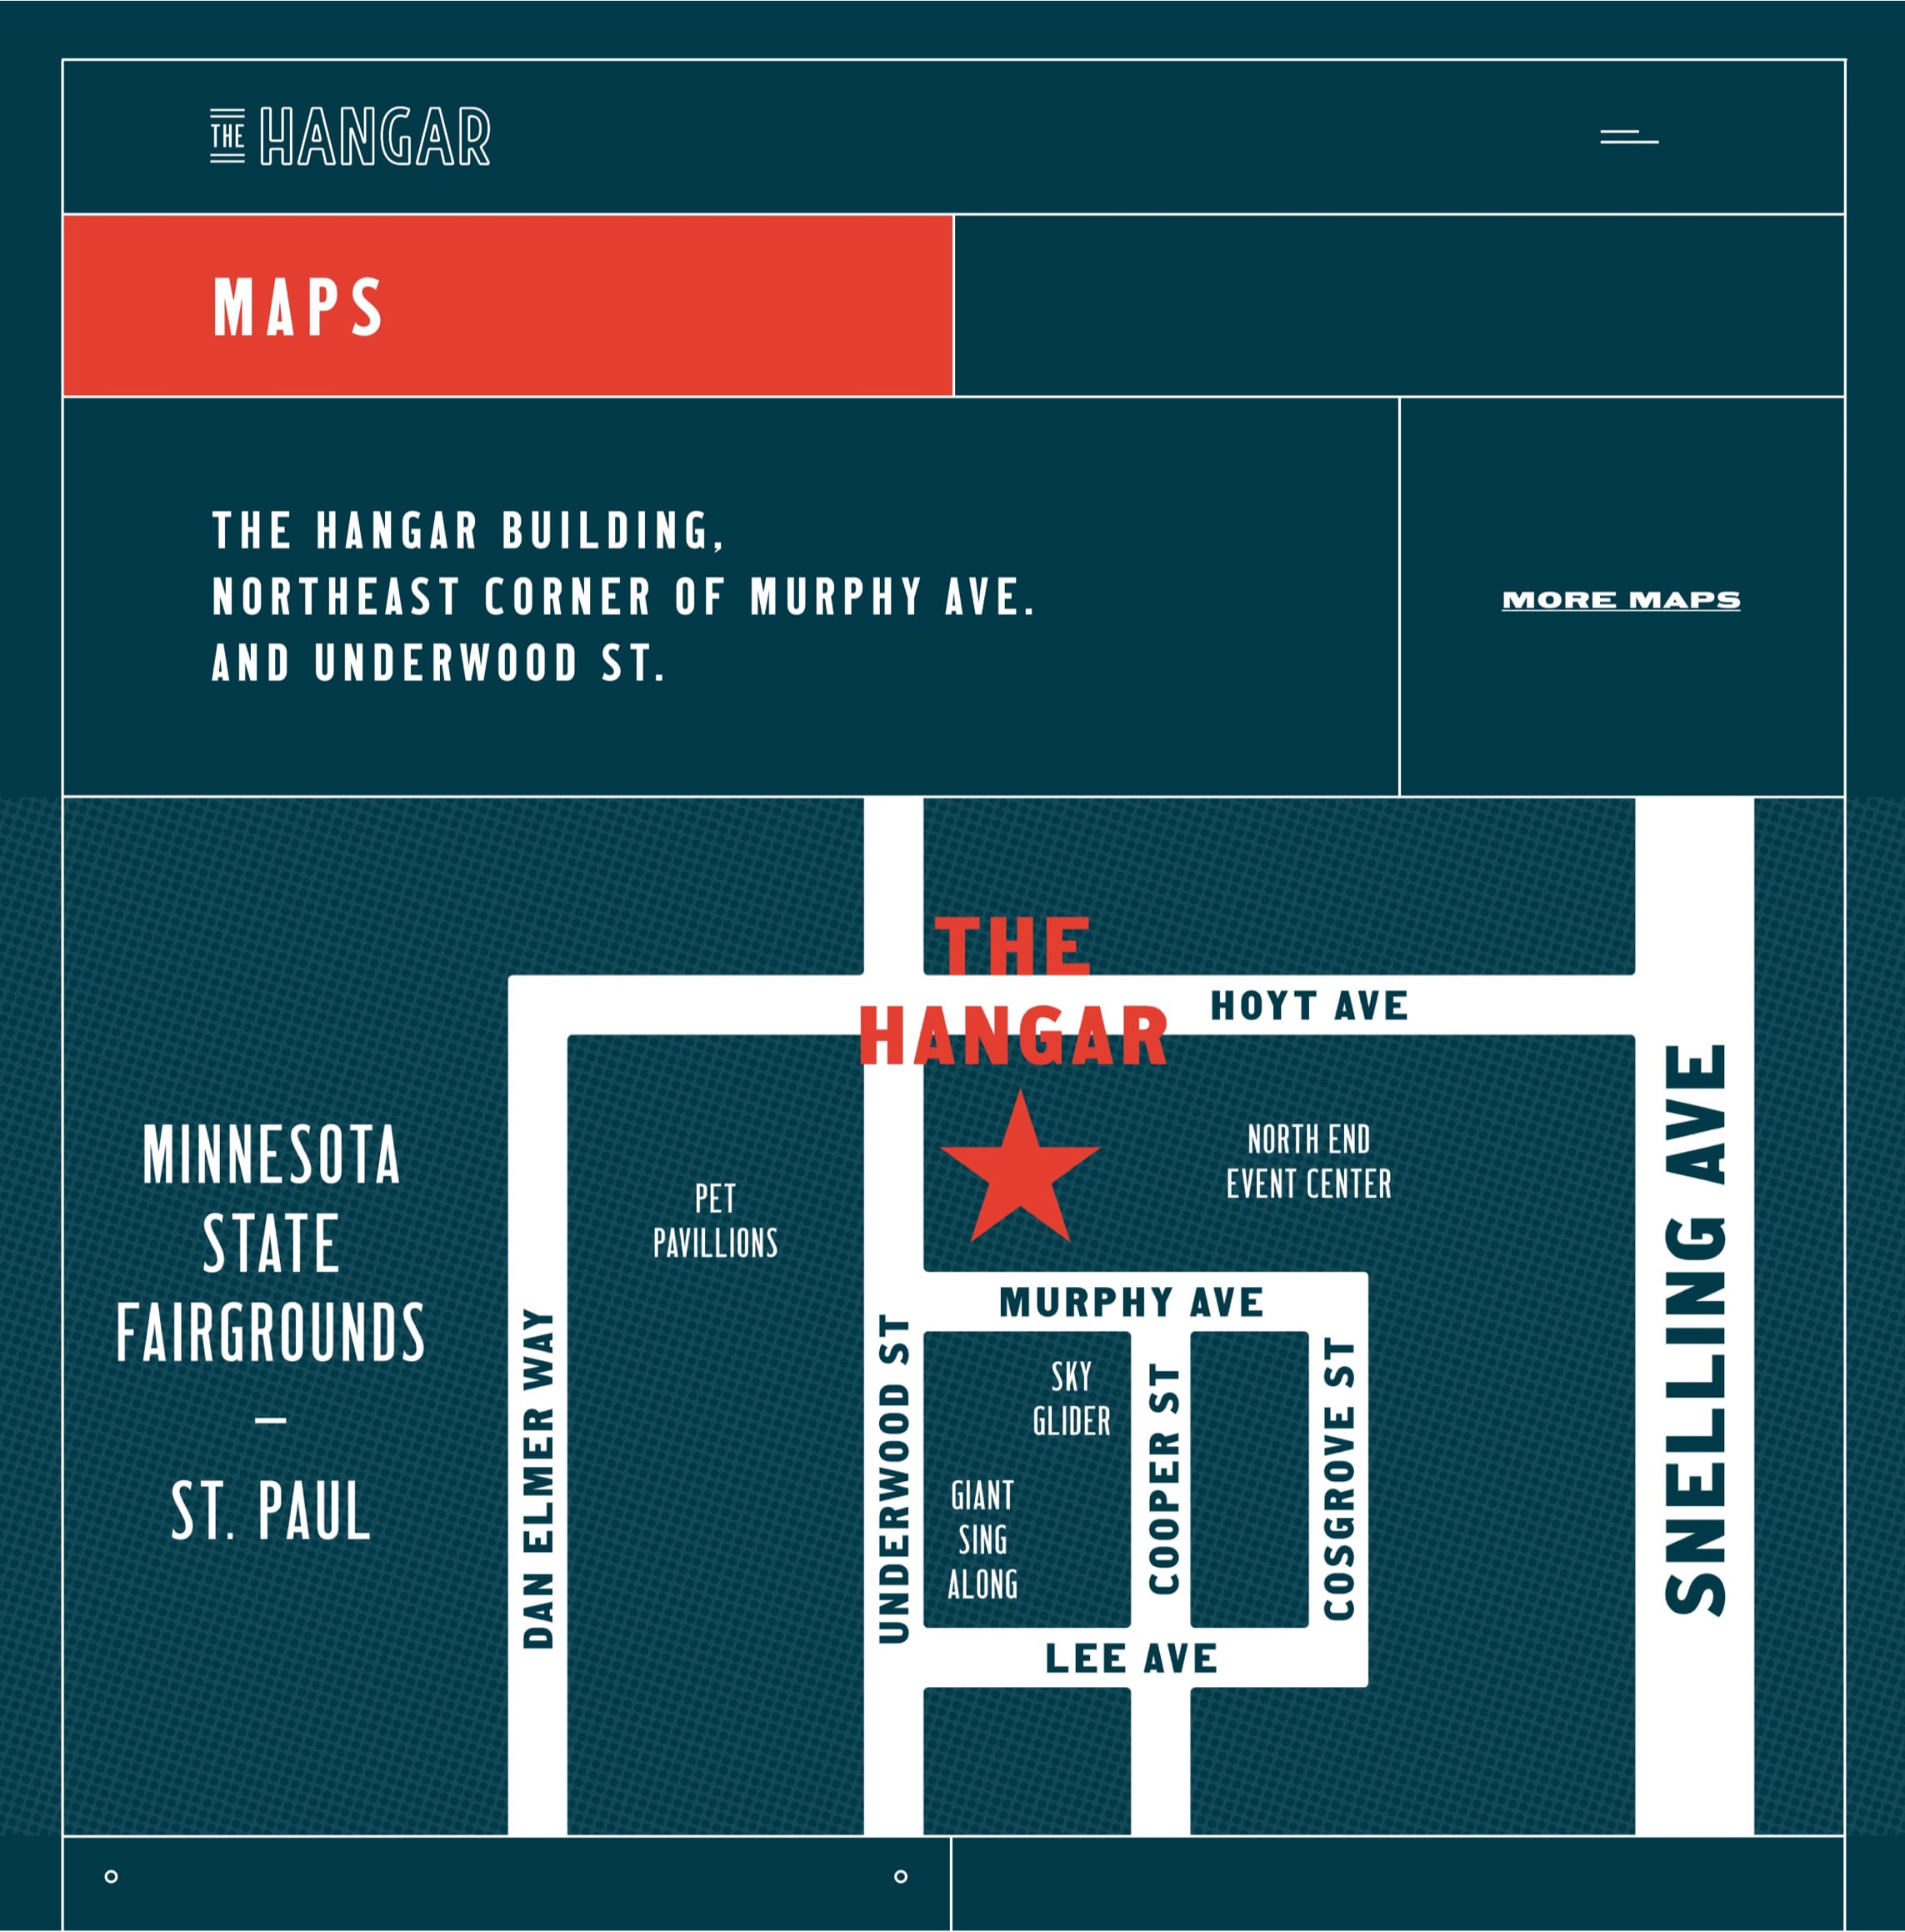 THE HANGAR
MAPS
THE HANGAR BUILDING,
NORTHEAST CORNER OF MURPHY AVE.
AND UNDERWOOD ST.
MORE MAPS
THE
HANGAR
HOYT AVE
MINNESOTA
STATE
FAIRGROUNDS
–
ST. PAUL
PET
PAVILLIONS
NORTH END
EVENT CENTER
SNELLING AVE
MURPHY AVE
DAN ELMER WAY
UNDERWOOD ST
SKY
GLIDER
GIANT
SING
ALONG
COOPER ST
COSGROVE ST
LEE AVE